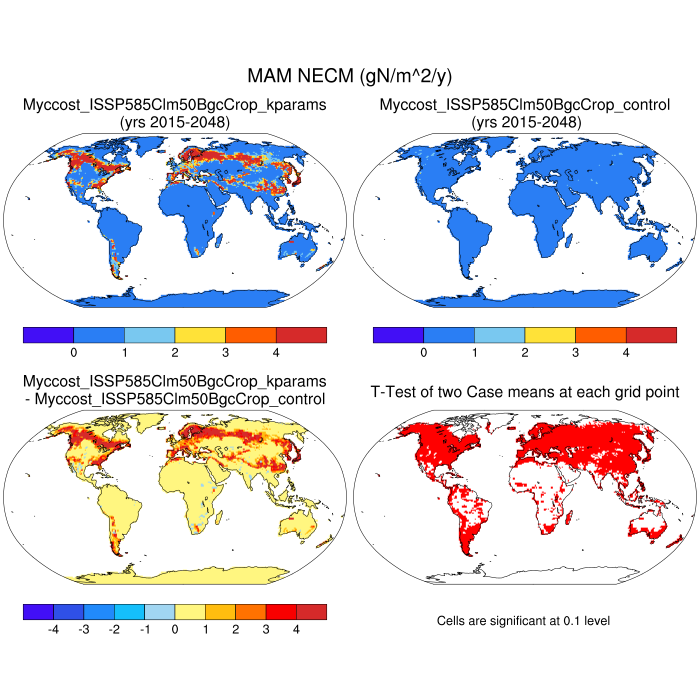 MAM NECM (gN/m^2/y)
Myccost_ISSP585Clm50BgcCrop_kparams
(yrs 2015-2048)
Myccost_ISSP585Clm50BgcCrop_control
(yrs 2015-2048)
0 1 2 3 4
0 1 2 3 4
Myccost_ISSP585Clm50BgcCrop_kparams
- Myccost_ISSP585Clm50BgcCrop_control
T-Test of two Case means at each grid point
-4 -3 -2 -1 0 1 2 3 4
Cells are significant at 0.1 level